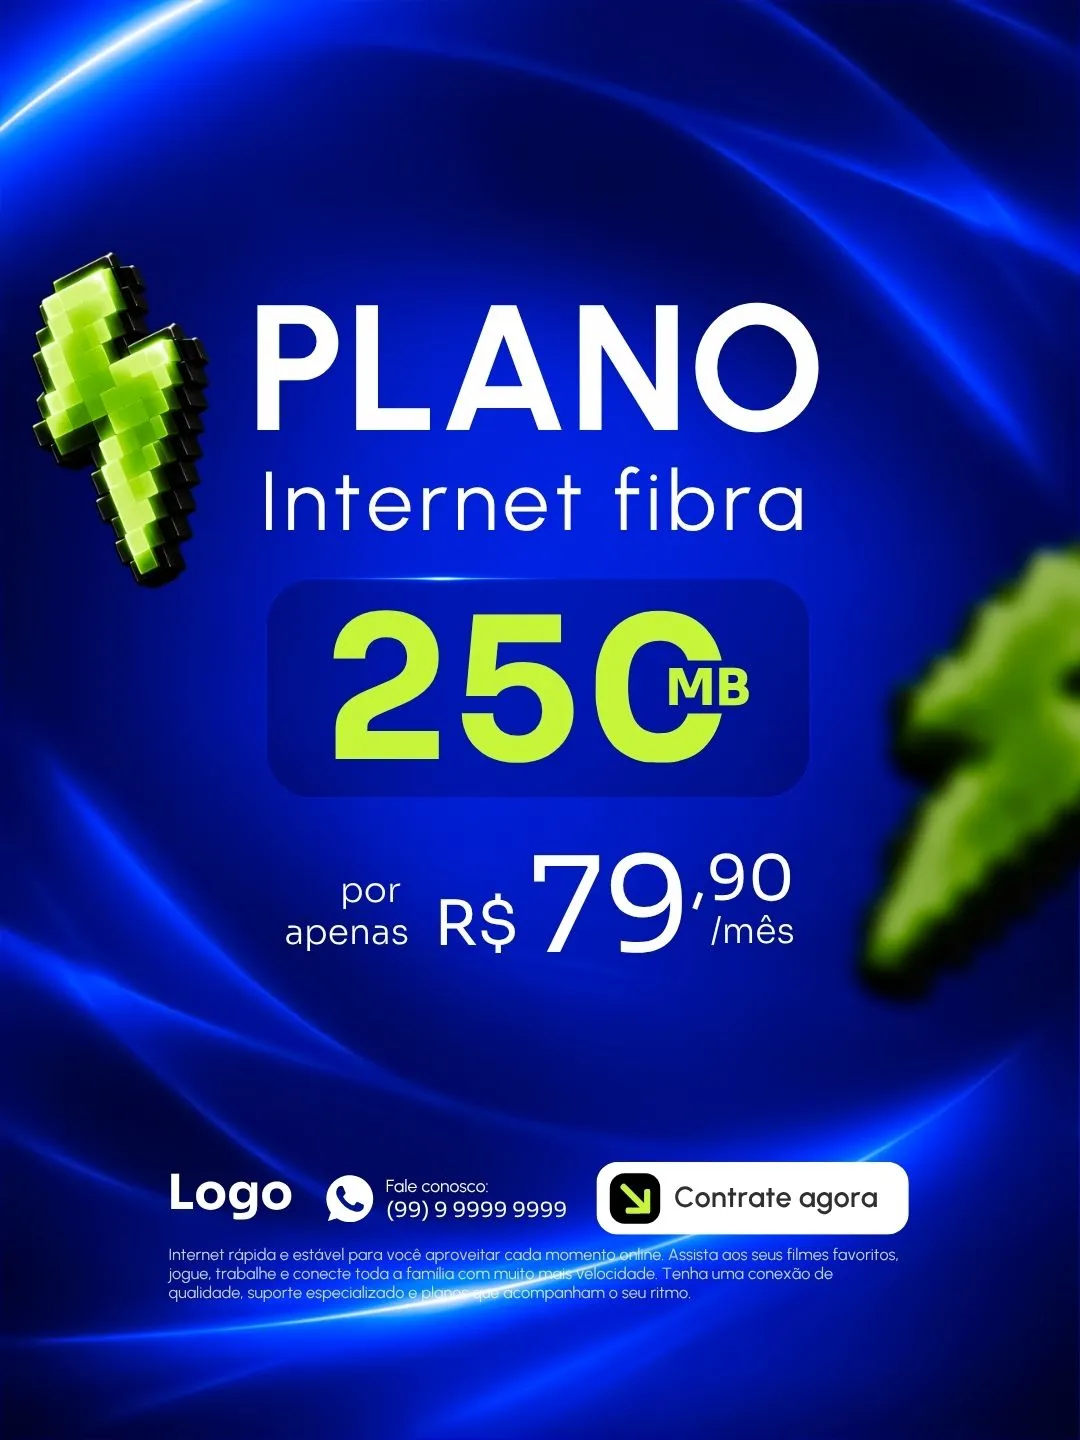 PLANO
Internet fibra
250 MB
por apenas R$ 79,90 /mês
Logo
Fale conosco:
(99) 9 9999 9999
Contrate agora
Internet rápida e estável para você aproveitar cada momento online. Assista aos seus filmes favoritos,
jogue, trabalhe e conecte toda a família com muito mais velocidade. Tenha uma conexão de
qualidade, suporte especializado e planos que acompanham o seu ritmo.